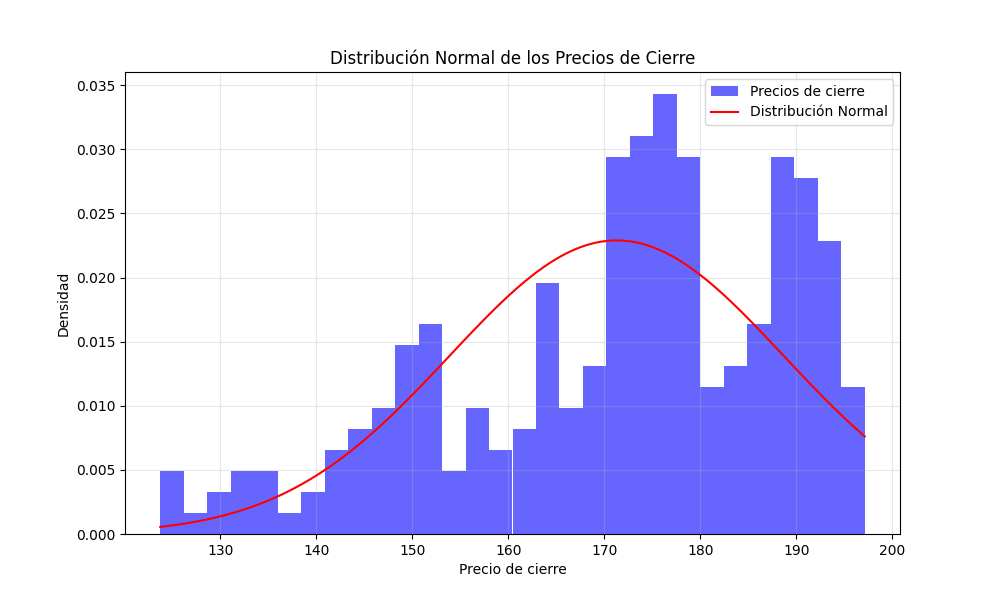 Distribución Normal de los Precios de Cierre
Precios de cierre
Distribución Normal
Densidad
0.035
0.030
0.025
0.020
0.015
0.010
0.005
0.000
130 140 150 160 170 180 190 200
Precio de cierre